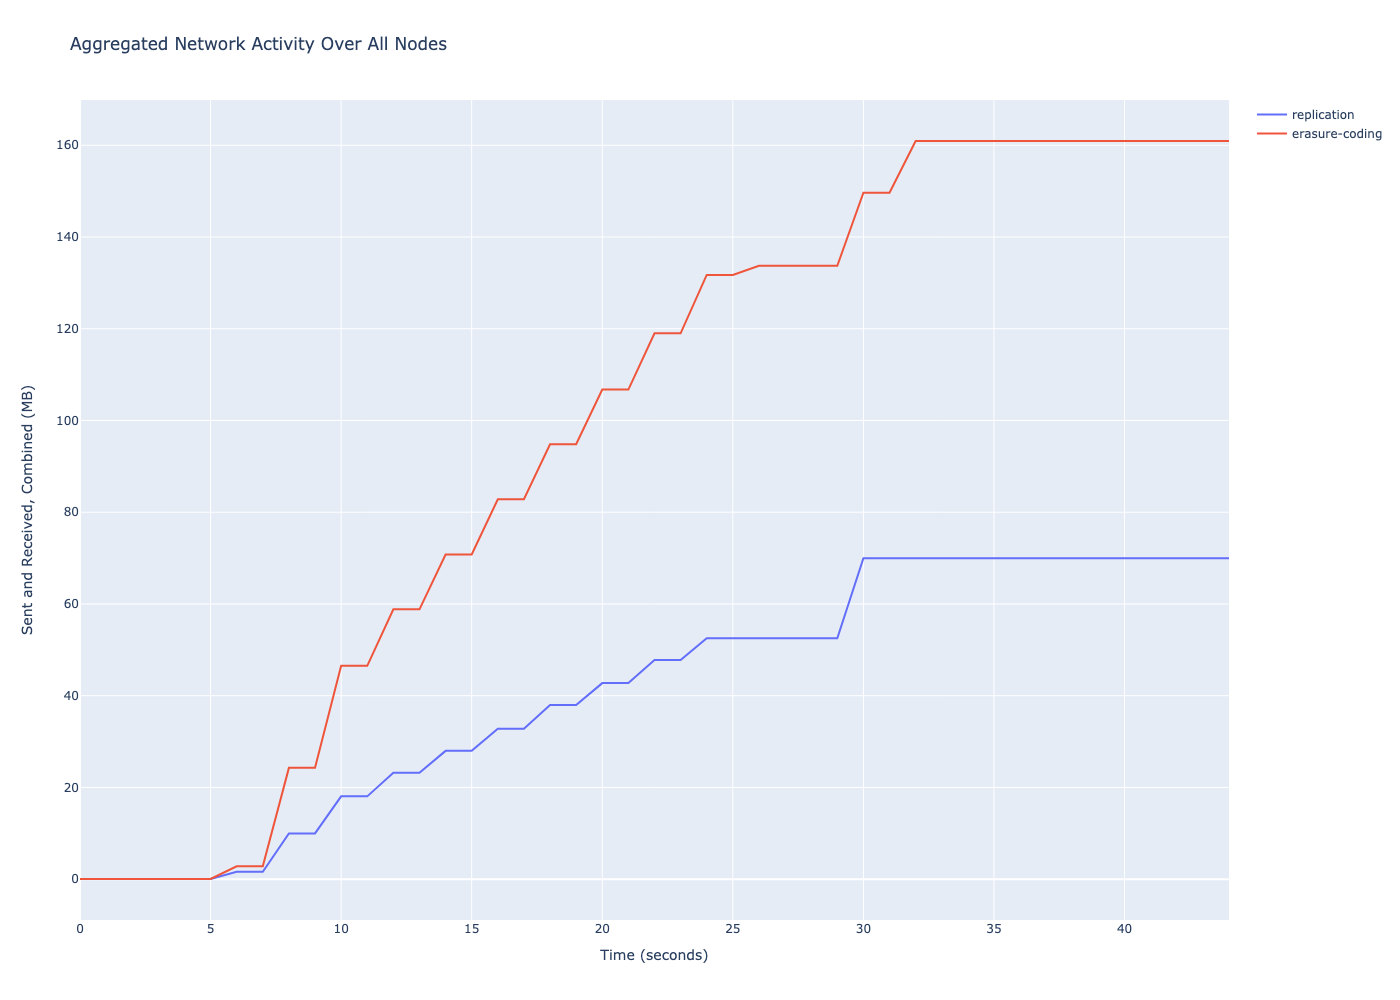 Aggregated Network Activity Over All Nodes
replication
erasure-coding
160
140
120
100
80
60
40
20
0
Sent and Received, Combined (MB)
0 5 10 15 20 25 30 35 40
Time (seconds)